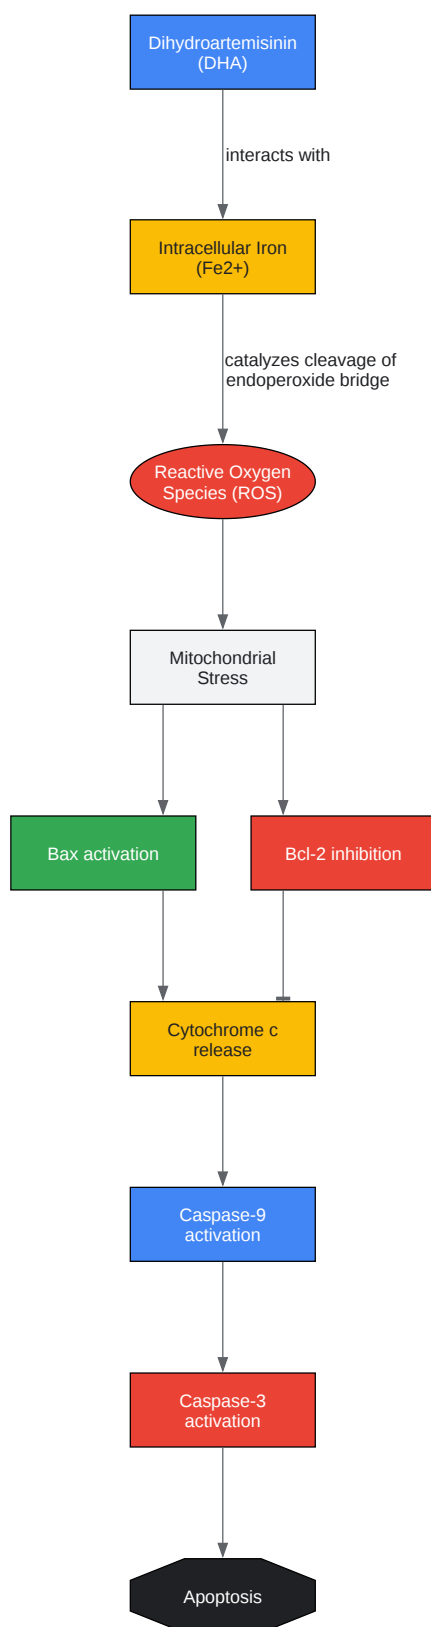 Dihydroartemisinin
(DHA)
interacts with
Intracellular Iron
(Fe2+)
catalyzes cleavage of
endoperoxide bridge
Reactive Oxygen
Species (ROS)
Mitochondrial
Stress
Bax activation
Bcl-2 inhibition
Cytochrome c
release
Caspase-9
activation
Caspase-3
activation
Apoptosis